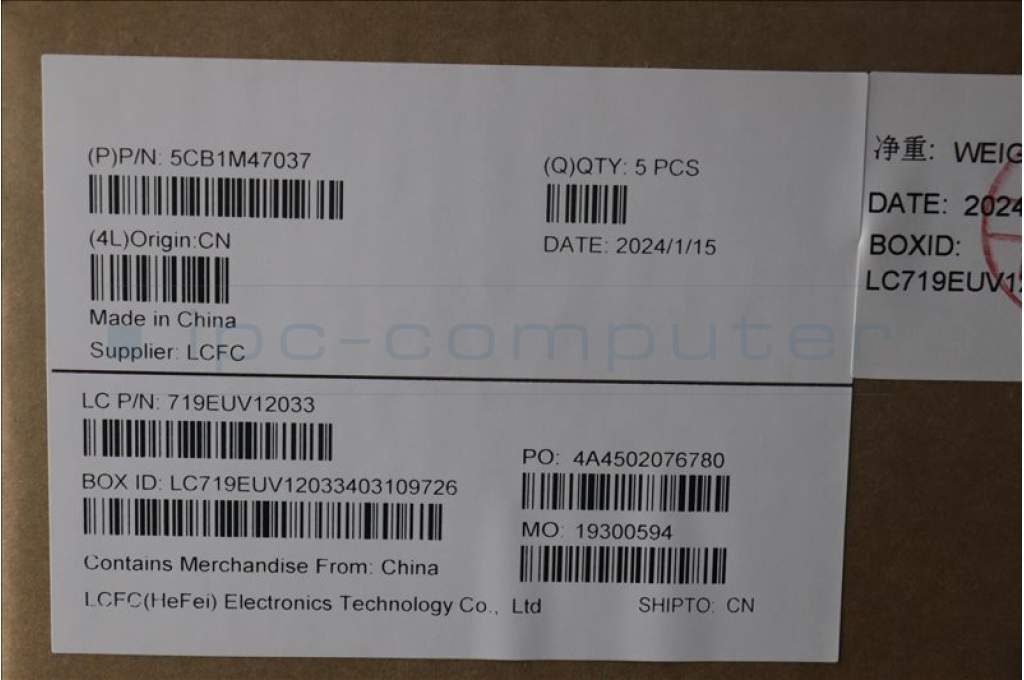 (P)P/N: 5CB1M47037
(Q)QTY: 5 PCS
(4L)Origin:CN
DATE: 2024/1/15
Made in China
Supplier: LCFC
ipc-computer
LC P/N: 719EUV12033
PO: 4A4502076780
BOX ID: LC719EUV12033403109726
MO: 19300594
Contains Merchandise From: China
LCFC(HeFei) Electronics Technology Co., Ltd
SHIPTO: CN
净重: WEIG
DATE: 2024
BOXID:
LC719EUV12